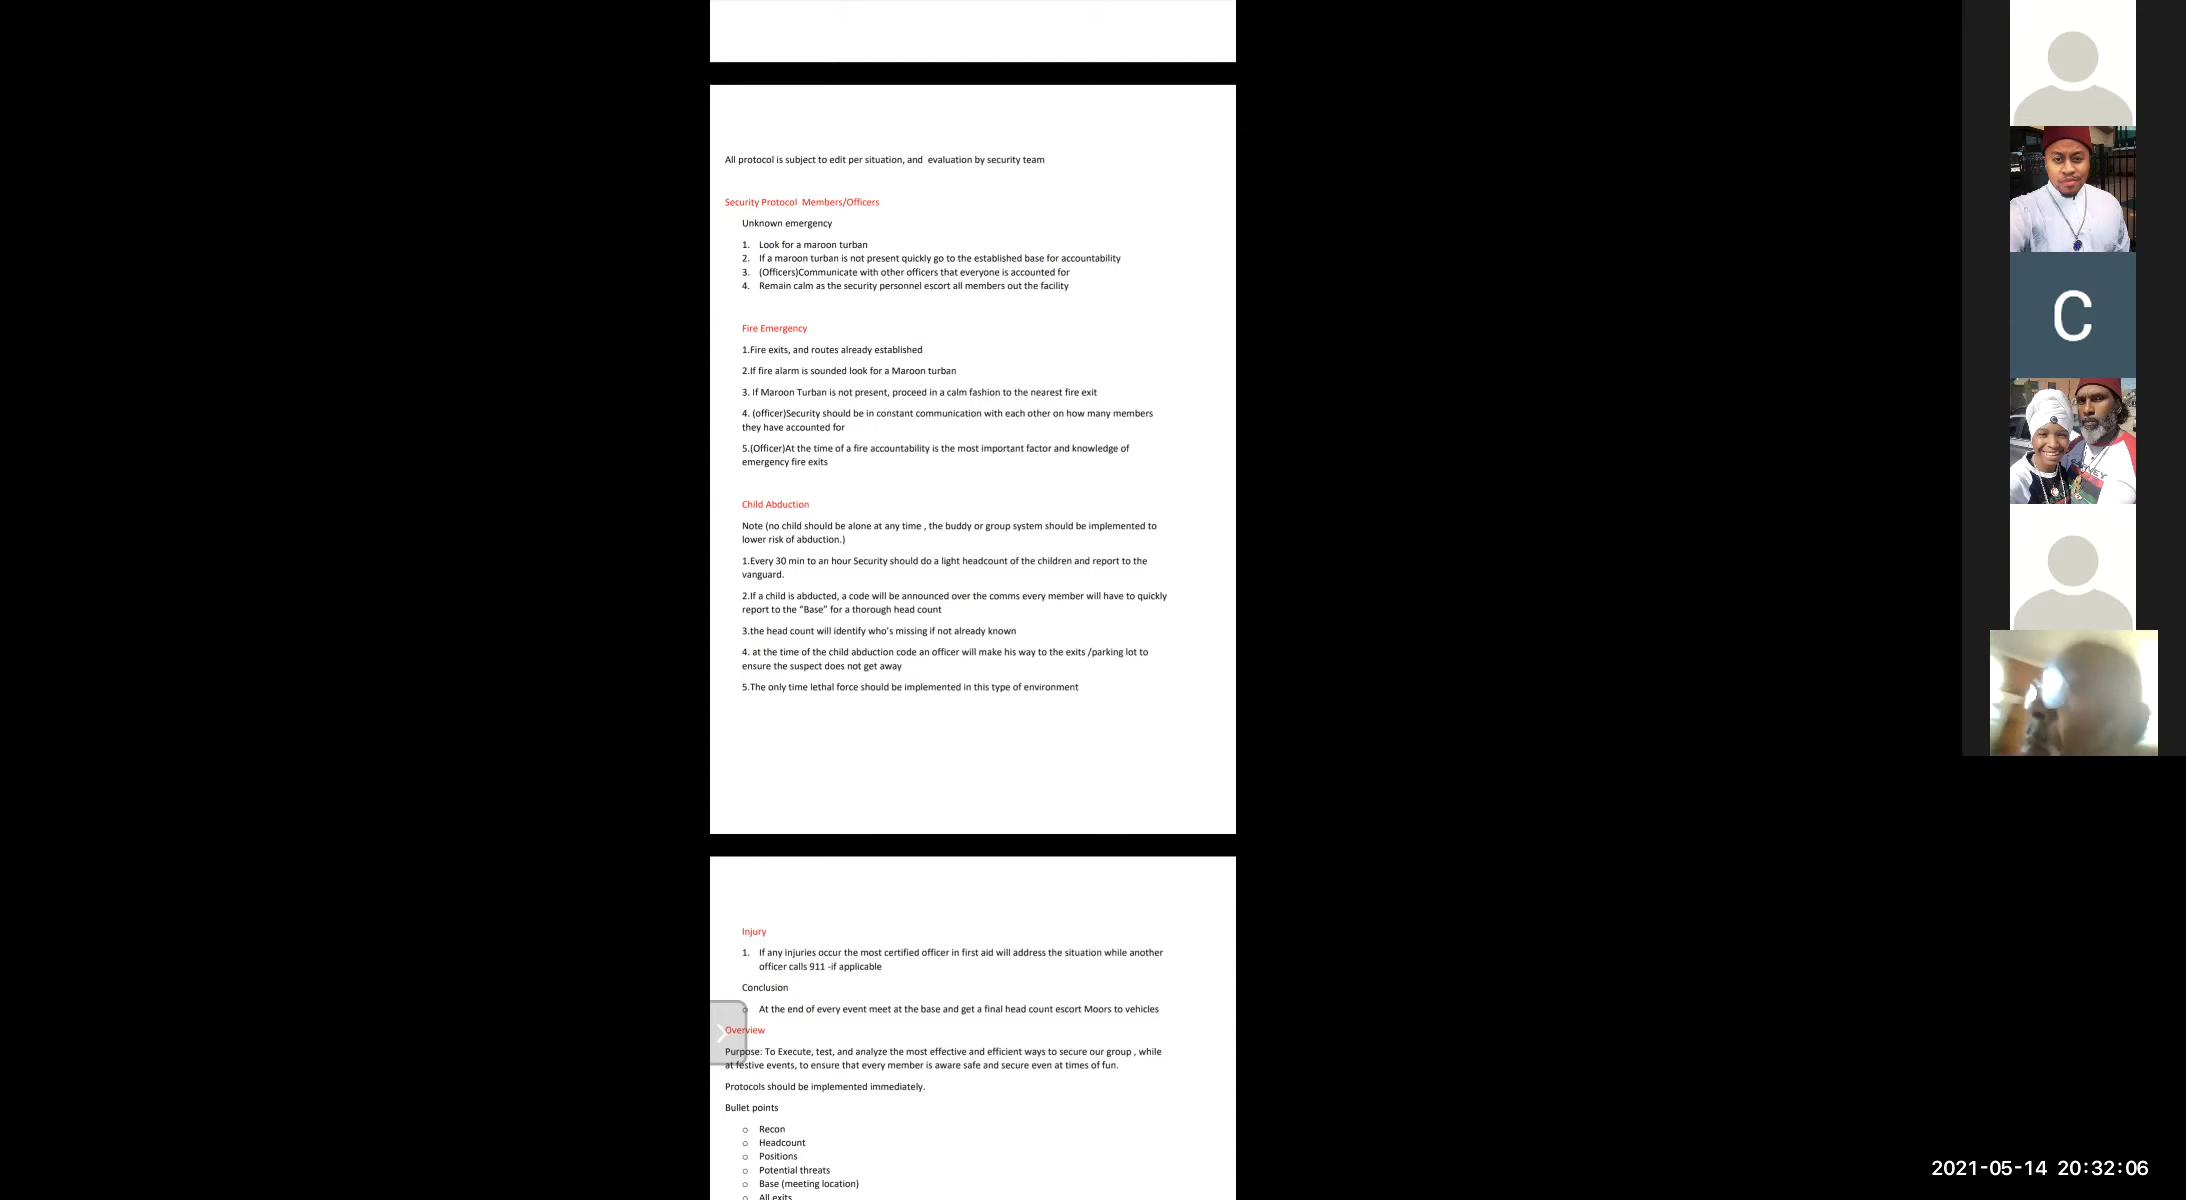 All protocol is subject to edit per situation, and  evaluation by security team
Security Protocol  Members/Officers
Unknown emergency
1. Look for a maroon turban
2. If a maroon turban is not present quickly go to the established base for accountability
3. (Officers)Communicate with other officers that everyone is accounted for
4. Remain calm as the security personnel escort all members out the facility
Fire Emergency
1.Fire exits, and routes already established
2.If fire alarm is sounded look for a Maroon turban
3. If Maroon Turban is not present, proceed in a calm fashion to the nearest fire exit
4. (officer)Security should be in constant communication with each other on how many members
they have accounted for
5.(Officer)At the time of a fire accountability is the most important factor and knowledge of
emergency fire exits
Child Abduction
Note (no child should be alone at any time , the buddy or group system should be implemented to
lower risk of abduction.)
1.Every 30 min to an hour Security should do a light headcount of the children and report to the
vanguard.
2.If a child is abducted, a code will be announced over the comms every member will have to quickly
report to the “Base” for a thorough head count
3.the head count will identify who’s missing if not already known
4. at the time of the child abduction code an officer will make his way to the exits /parking lot to
ensure the suspect does not get away
5.The only time lethal force should be implemented in this type of environment
Injury
1. If any injuries occur the most certified officer in first aid will address the situation while another
officer calls 911 -if applicable
Conclusion
o At the end of every event meet at the base and get a final head count escort Moors to vehicles
Overview
Purpose: To Execute, test, and analyze the most effective and efficient ways to secure our group , while
at festive events, to ensure that every member is aware safe and secure even at times of fun.
Protocols should be implemented immediately.
Bullet points
o Recon
o Headcount
o Positions
o Potential threats
o Base (meeting location)
o All exits
C
2021-05-14 20:32:06